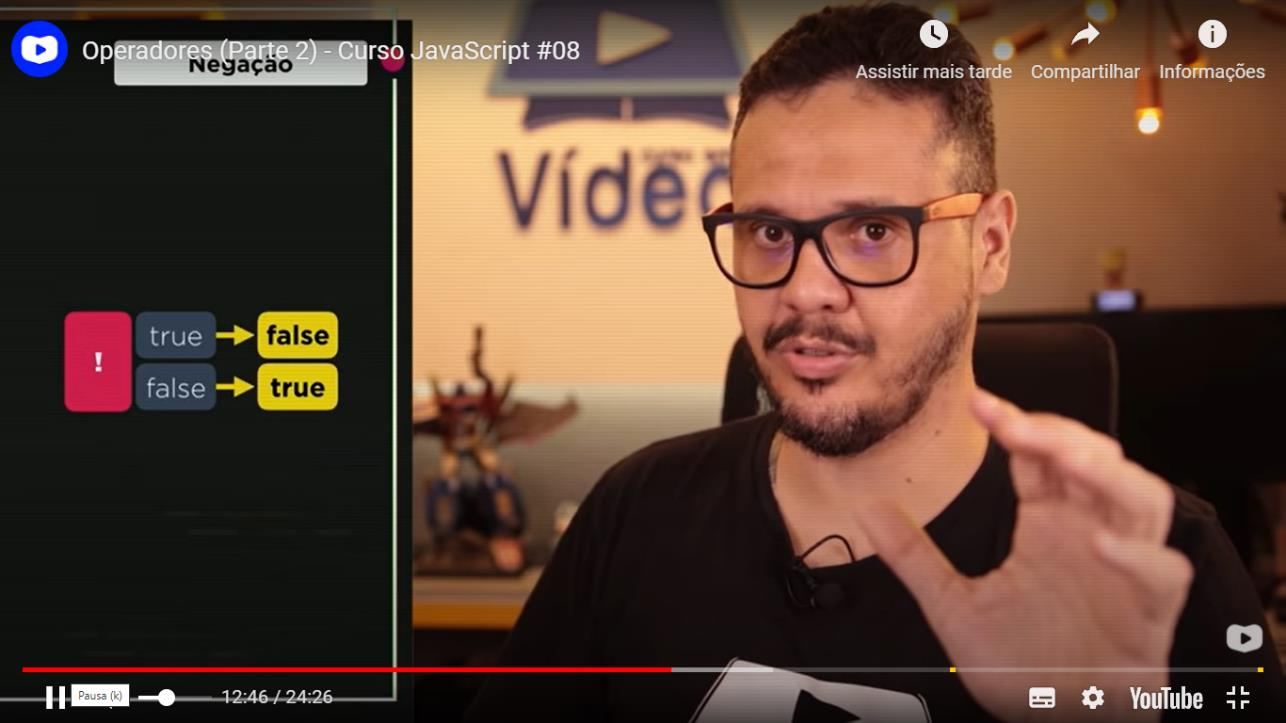 Operadores (Parte 2) - Curso JavaScript #08
Negação
Assistir mais tarde
Compartilhar
Informações
Vídeo
!
true
false
false
true
Pausa (k)
12:46 / 24:26
YouTube